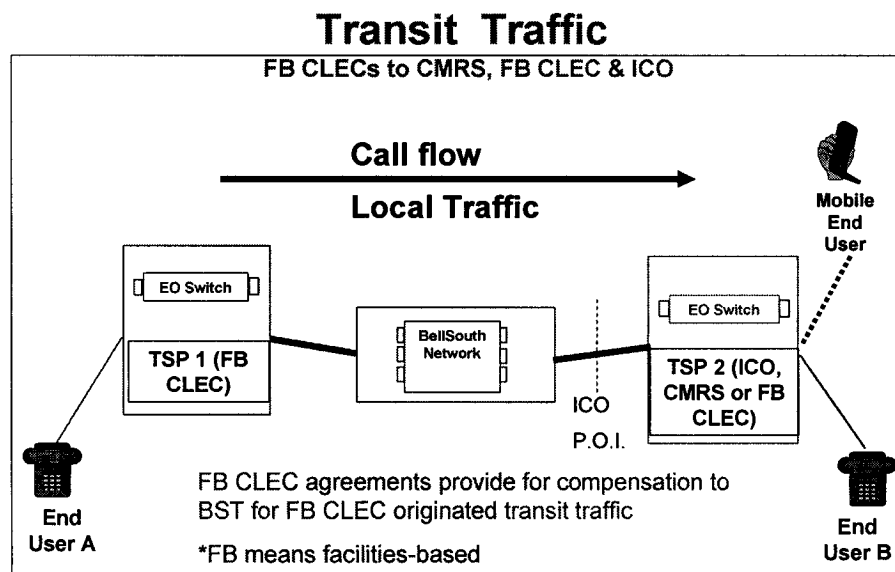 Transit Traffic
FB CLECs to CMRS, FB CLEC & ICO
Call flow
Local Traffic
Mobile
End
User
EO Switch
TSP 1 (FB
CLEC)
BellSouth
Network
ICO
P.O.I.
EO Switch
TSP 2 (ICO,
CMRS or FB
CLEC)
End
User A
FB CLEC agreements provide for compensation to
BST for FB CLEC originated transit traffic
*FB means facilities-based
End
User B